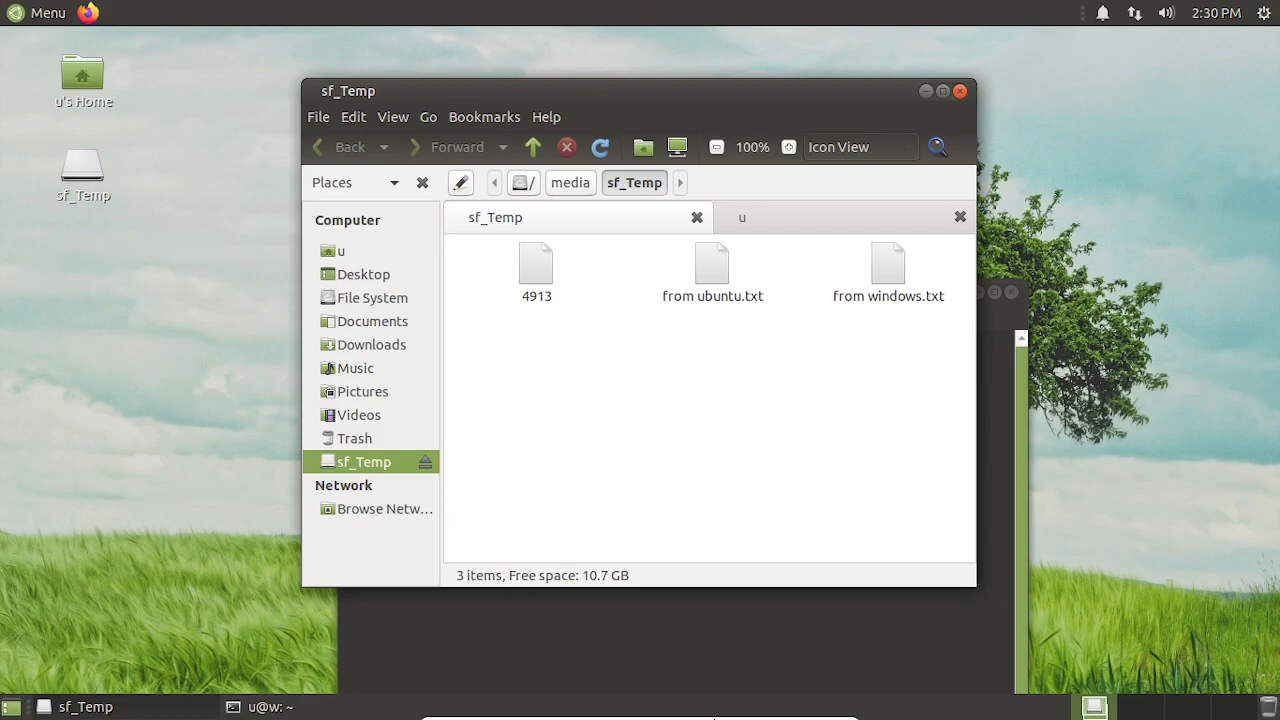 Menu
2:30 PM
u's Home
sf_Temp
sf_Temp
File Edit View Go Bookmarks Help
Back Forward 100% Icon View
Places / media sf_Temp
sf_Temp u
Computer
u
Desktop
File System
Documents
Downloads
Music
Pictures
Videos
Trash
sf_Temp
Network
Browse Netw...
4913 from ubuntu.txt from windows.txt
3 items, Free space: 10.7 GB
sf_Temp u@w: ~